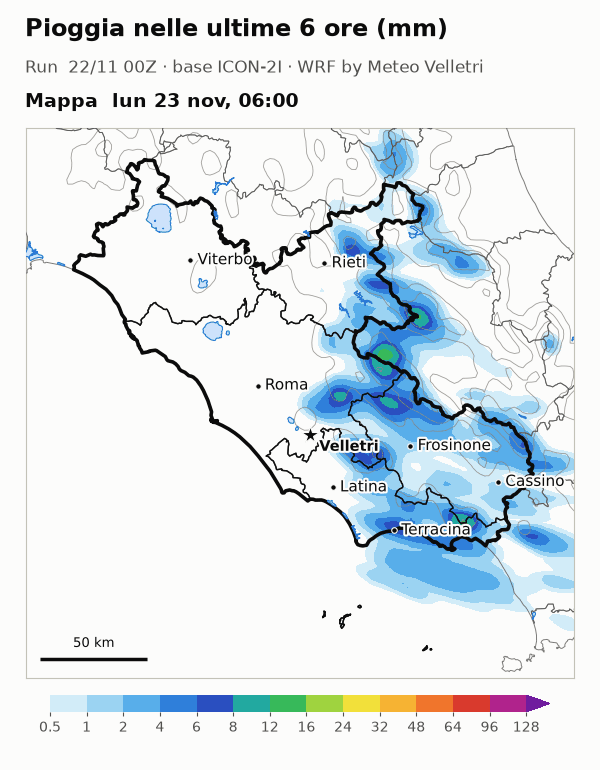 Pioggia nelle ultime 6 ore (mm)
Run  22/11 00Z · base ICON-2I · WRF by Meteo Velletri
Mappa  lun 23 nov, 06:00
Viterbo
Rieti
Roma
Velletri
Frosinone
Latina
Cassino
Terracina
50 km
0.5 1 2 4 6 8 12 16 24 32 48 64 96 128